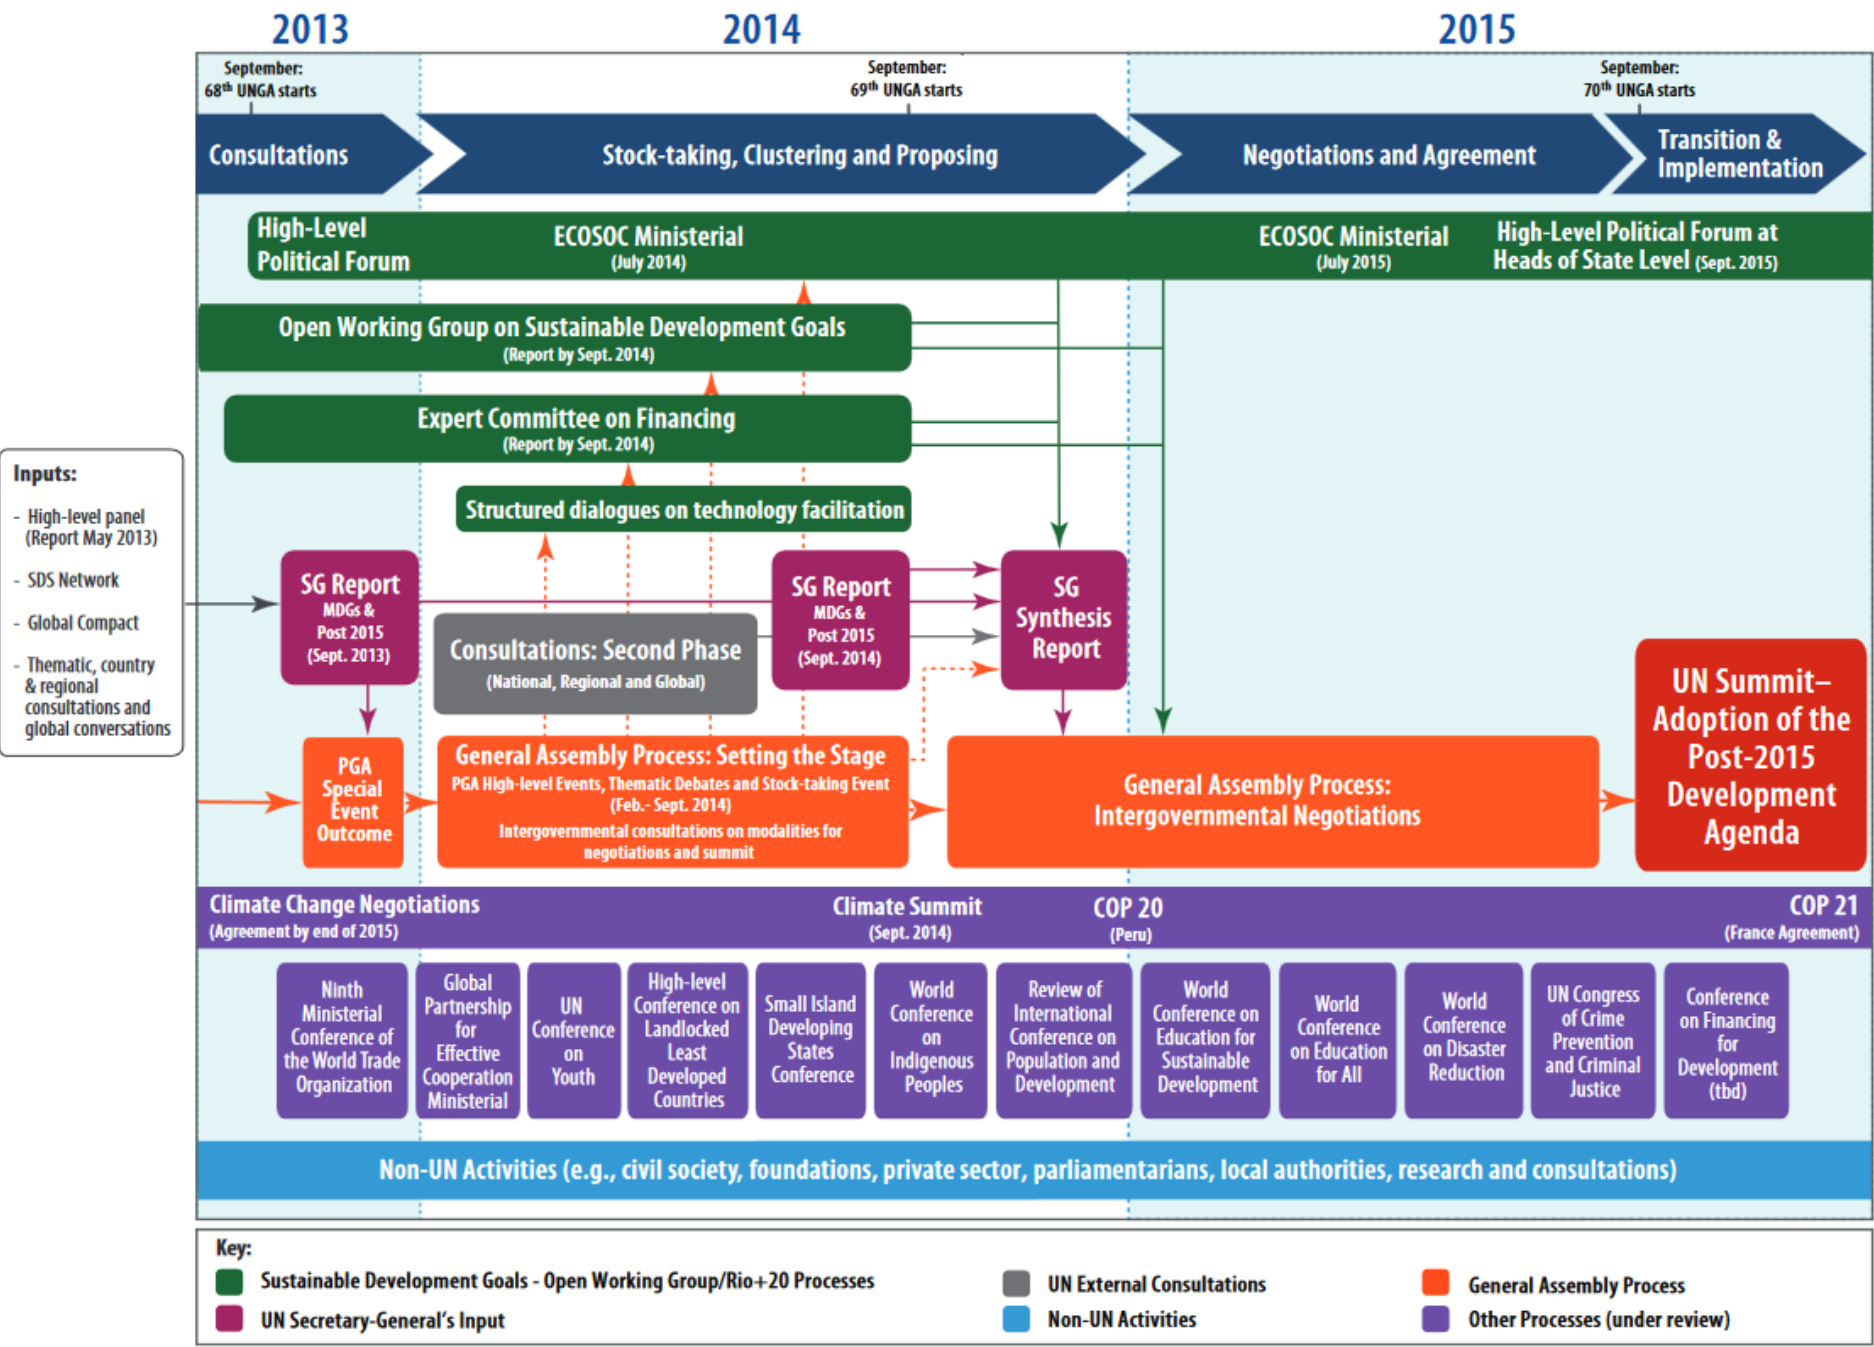 2013
2014
2015
September:
68th UNGA starts
September:
69th UNGA starts
September:
70th UNGA starts
Consultations
Stock-taking, Clustering and Proposing
Negotiations and Agreement
Transition &
Implementation
High-Level
Political Forum
ECOSOC Ministerial
(July 2014)
ECOSOC Ministerial
(July 2015)
High-Level Political Forum at
Heads of State Level (Sept. 2015)
Open Working Group on Sustainable Development Goals
(Report by Sept. 2014)
Expert Committee on Financing
(Report by Sept. 2014)
Structured dialogues on technology facilitation
Inputs:
- High-level panel
(Report May 2013)
- SDS Network
- Global Compact
- Thematic, country
& regional
consultations and
global conversations
SG Report
MDGs &
Post 2015
(Sept. 2013)
Consultations: Second Phase
(National, Regional and Global)
SG Report
MDGs &
Post 2015
(Sept. 2014)
SG
Synthesis
Report
PGA
Special
Event
Outcome
General Assembly Process: Setting the Stage
PGA High-level Events, Thematic Debates and Stock-taking Event
(Feb.- Sept. 2014)
Intergovernmental consultations on modalities for
negotiations and summit
General Assembly Process:
Intergovernmental Negotiations
UN Summit–
Adoption of the
Post-2015
Development
Agenda
Climate Change Negotiations
(Agreement by end of 2015)
Climate Summit
(Sept. 2014)
COP 20
(Peru)
COP 21
(France Agreement)
Ninth
Ministerial
Conference of
the World Trade
Organization
Global
Partnership
for
Effective
Cooperation
Ministerial
UN
Conference
on
Youth
High-level
Conference on
Landlocked
Least
Developed
Countries
Small Island
Developing
States
Conference
World
Conference
on
Indigenous
Peoples
Review of
International
Conference on
Population and
Development
World
Conference on
Education for
Sustainable
Development
World
Conference
on Education
for All
World
Conference
on Disaster
Reduction
UN Congress
of Crime
Prevention
and Criminal
Justice
Conference
on Financing
for
Development
(tbd)
Non-UN Activities (e.g., civil society, foundations, private sector, parliamentarians, local authorities, research and consultations)
Key:
Sustainable Development Goals - Open Working Group/Rio+20 Processes
UN Secretary-General's Input
UN External Consultations
Non-UN Activities
General Assembly Process
Other Processes (under review)